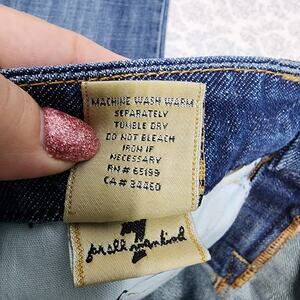 MACHINE WASH WARM
SEPARATELY
TUMBLE DRY
DO NOT BLEACH
IRON IF
NECESSARY
RN# 65199
CA# 34460
7
for all mankind